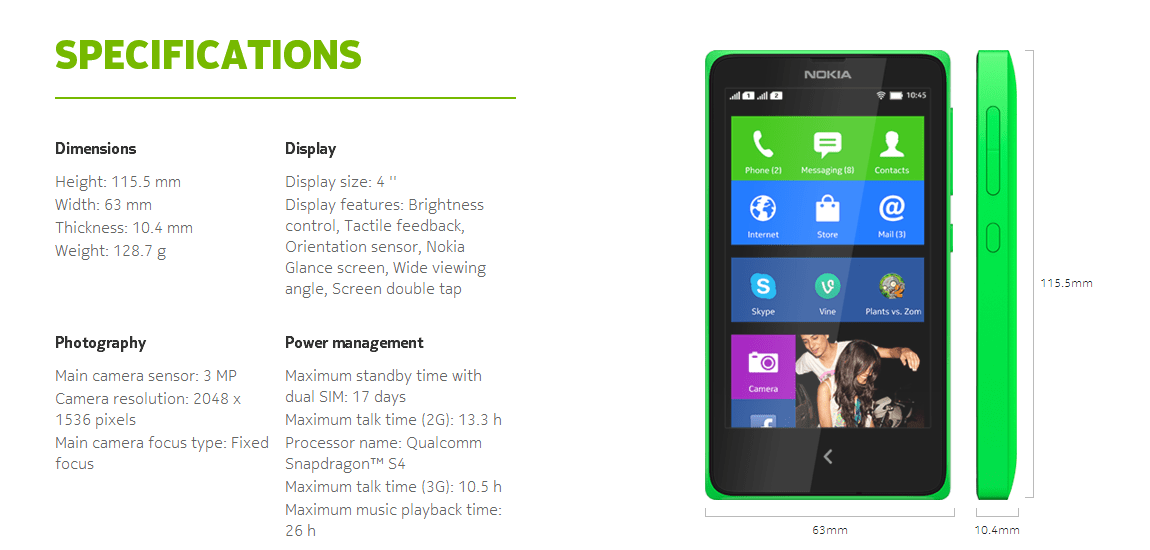 SPECIFICATIONS
Dimensions
Height: 115.5 mm
Width: 63 mm
Thickness: 10.4 mm
Weight: 128.7 g
Display
Display size: 4 ''
Display features: Brightness
control, Tactile feedback,
Orientation sensor, Nokia
Glance screen, Wide viewing
angle, Screen double tap
Photography
Main camera sensor: 3 MP
Camera resolution: 2048 x
1536 pixels
Main camera focus type: Fixed
focus
Power management
Maximum standby time with
dual SIM: 17 days
Maximum talk time (2G): 13.3 h
Processor name: Qualcomm
Snapdragon™ S4
Maximum talk time (3G): 10.5 h
Maximum music playback time:
26 h
NOKIA
1 2 10:45
Phone (2) Messaging (8) Contacts
Internet Store Mail (3)
Skype Vine Plants vs. Zom
Camera
115.5mm
63mm 10.4mm